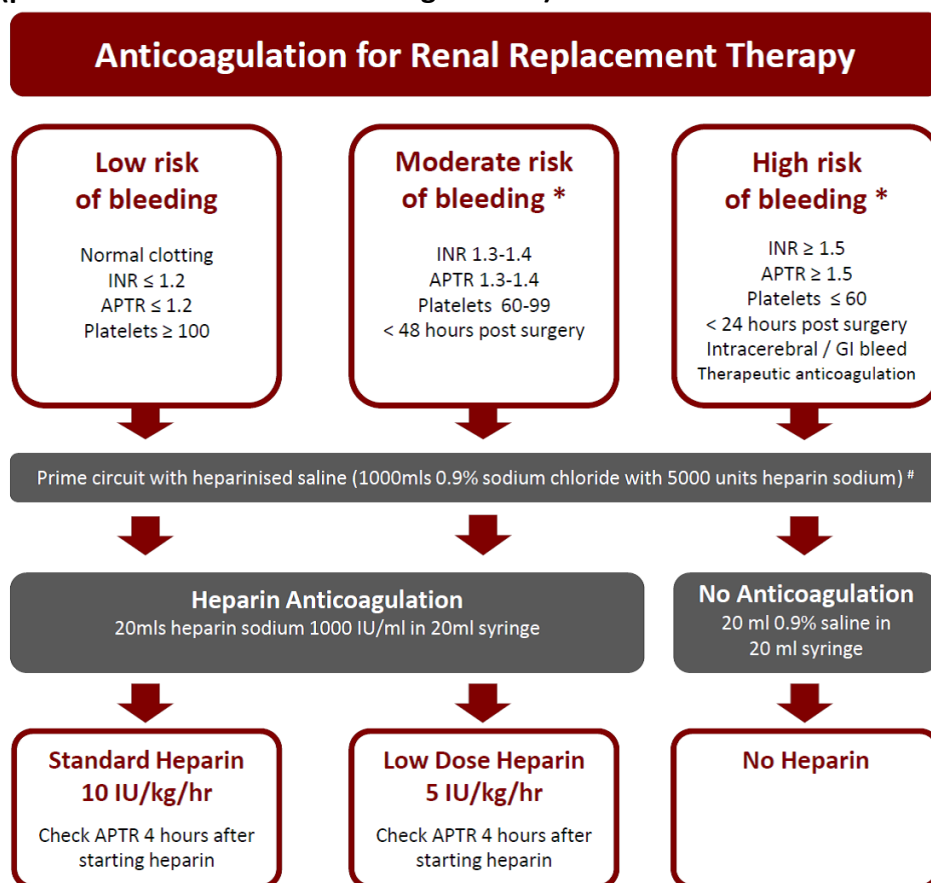 Anticoagulation for Renal Replacement Therapy
Low risk
of bleeding
Normal clotting
INR ≤ 1.2
APTR ≤ 1.2
Platelets ≥ 100
Moderate risk
of bleeding *
INR 1.3-1.4
APTR 1.3-1.4
Platelets 60-99
< 48 hours post surgery
High risk
of bleeding *
INR ≥ 1.5
APTR ≥ 1.5
Platelets ≤ 60
< 24 hours post surgery
Intracerebral / GI bleed
Therapeutic anticoagulation
Prime circuit with heparinised saline (1000mls 0.9% sodium chloride with 5000 units heparin sodium) #
Heparin Anticoagulation
20mls heparin sodium 1000 IU/ml in 20ml syringe
No Anticoagulation
20 ml 0.9% saline in
20 ml syringe
Standard Heparin
10 IU/kg/hr
Check APTR 4 hours after
starting heparin
Low Dose Heparin
5 IU/kg/hr
Check APTR 4 hours after
starting heparin
No Heparin